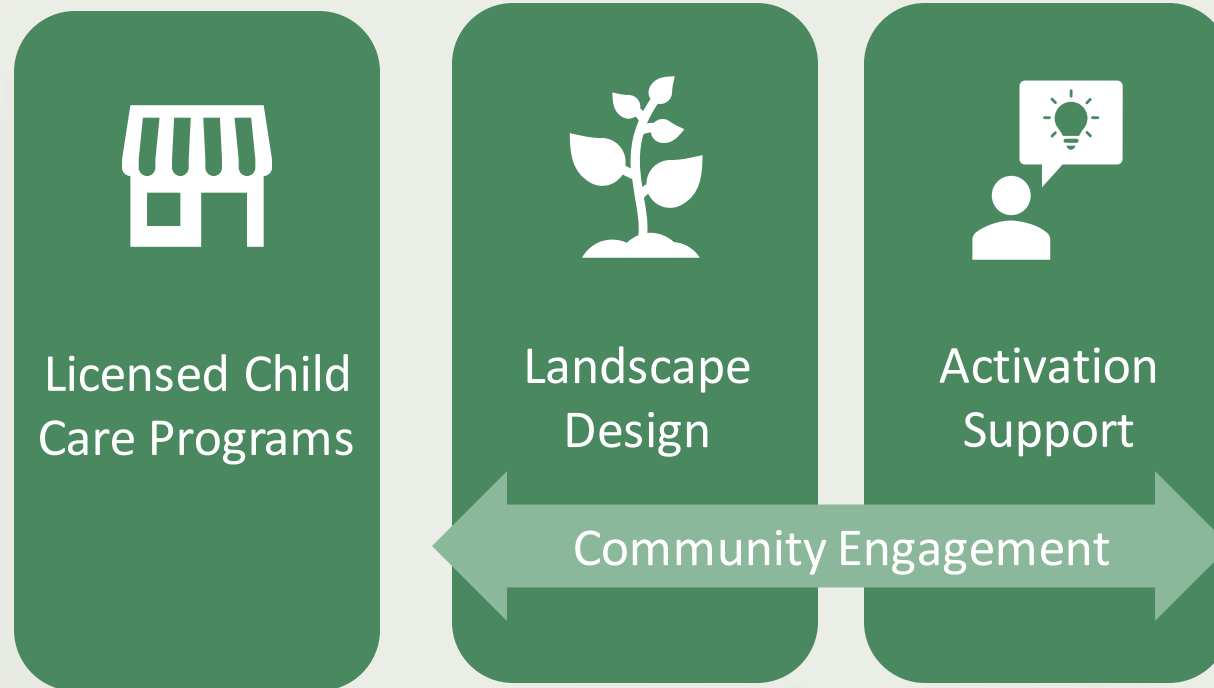 Licensed Child
Care Programs
Landscape
Design
Activation
Support
Community Engagement